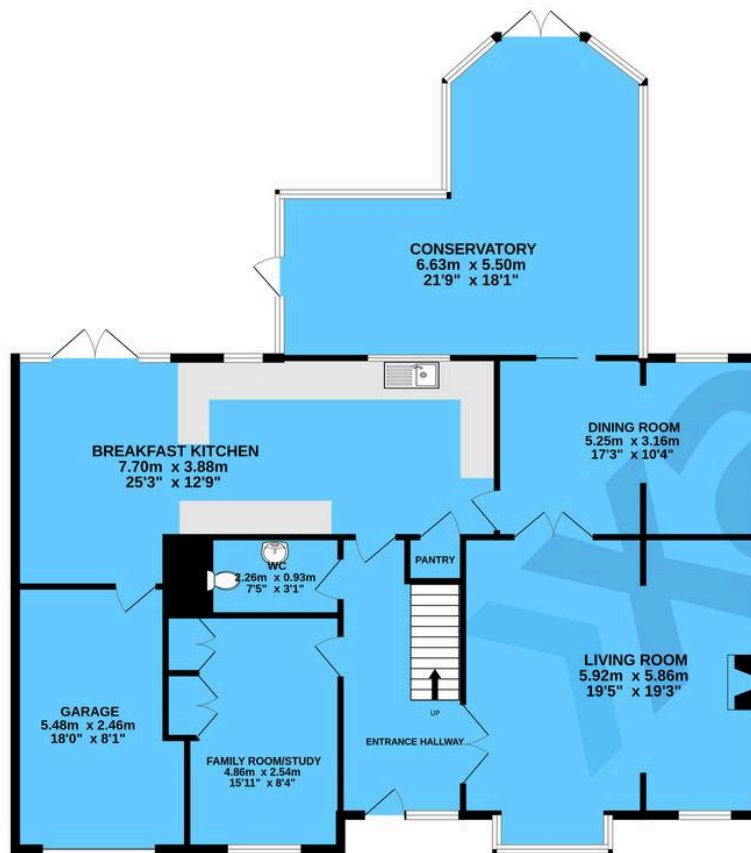 CONSERVATORY
6.63m x 5.50m
21'9" x 18'1"
BREAKFAST KITCHEN
7.70m x 3.88m
25'3" x 12'9"
DINING ROOM
5.25m x 3.16m
17'3" x 10'4"
PANTRY
WC
2.26m x 0.93m
7'5" x 3'1"
LIVING ROOM
5.92m x 5.86m
19'5" x 19'3"
GARAGE
5.48m x 2.46m
18'0" x 8'1"
UP
ENTRANCE HALLWAY
FAMILY ROOM/STUDY
4.86m x 2.54m
15'11" x 8'4"